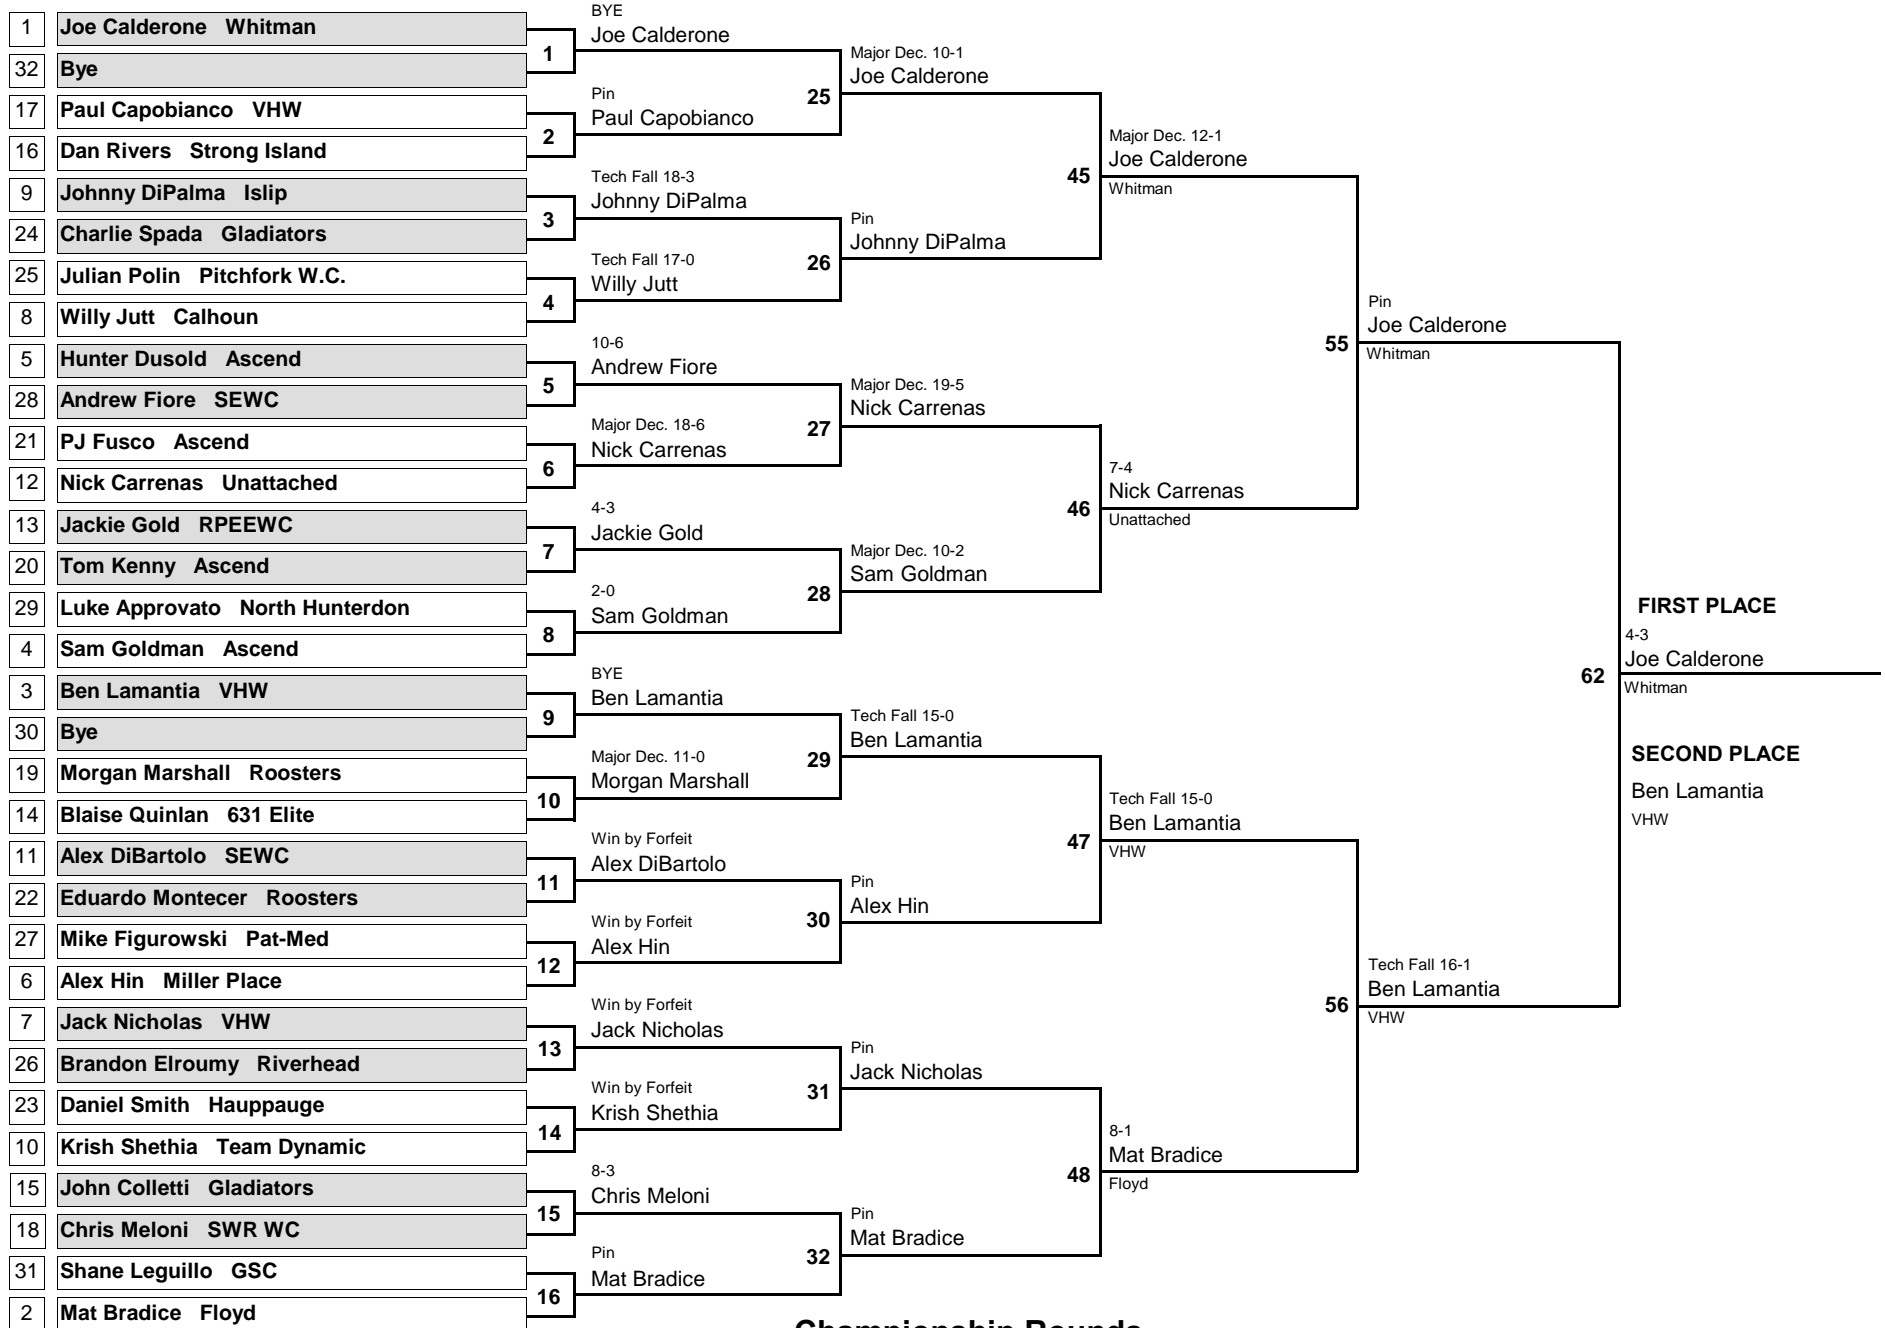 1 Joe Calderone Whitman
32 Bye
17 Paul Capobianco VHW
16 Dan Rivers Strong Island
9 Johnny DiPalma Islip
24 Charlie Spada Gladiators
25 Julian Polin Pitchfork W.C.
8 Willy Jutt Calhoun
5 Hunter Dusold Ascend
28 Andrew Fiore SEWC
21 PJ Fusco Ascend
12 Nick Carrenas Unattached
13 Jackie Gold RPEEWC
20 Tom Kenny Ascend
29 Luke Approvato North Hunterdon
4 Sam Goldman Ascend
3 Ben Lamantia VHW
30 Bye
19 Morgan Marshall Roosters
14 Blaise Quinlan 631 Elite
11 Alex DiBartolo SEWC
22 Eduardo Montecer Roosters
27 Mike Figurowski Pat-Med
6 Alex Hin Miller Place
7 Jack Nicholas VHW
26 Brandon Elroumy Riverhead
23 Daniel Smith Hauppauge
10 Krish Shethia Team Dynamic
15 John Colletti Gladiators
18 Chris Meloni SWR WC
31 Shane Leguillo GSC
2 Mat Bradice Floyd
1
2
3
4
5
6
7
8
9
10
11
12
13
14
15
16
BYE
Joe Calderone
Pin
Paul Capobianco
Tech Fall 18-3
Johnny DiPalma
Tech Fall 17-0
Willy Jutt
10-6
Andrew Fiore
Major Dec. 18-6
Nick Carrenas
4-3
Jackie Gold
2-0
Sam Goldman
BYE
Ben Lamantia
Major Dec. 11-0
Morgan Marshall
Win by Forfeit
Alex DiBartolo
Win by Forfeit
Alex Hin
Win by Forfeit
Jack Nicholas
Win by Forfeit
Krish Shethia
8-3
Chris Meloni
Pin
Mat Bradice
25
26
27
28
29
30
31
32
Major Dec. 10-1
Joe Calderone
Pin
Johnny DiPalma
Major Dec. 19-5
Nick Carrenas
Major Dec. 10-2
Sam Goldman
Tech Fall 15-0
Ben Lamantia
Pin
Alex Hin
Pin
Jack Nicholas
Pin
Mat Bradice
45
46
47
48
Major Dec. 12-1
Joe Calderone
Whitman
7-4
Nick Carrenas
Unattached
Tech Fall 15-0
Ben Lamantia
VHW
8-1
Mat Bradice
Floyd
55
56
Pin
Joe Calderone
Whitman
Tech Fall 16-1
Ben Lamantia
VHW
62
FIRST PLACE
4-3
Joe Calderone
Whitman
SECOND PLACE
Ben Lamantia
VHW
Championship Rounds